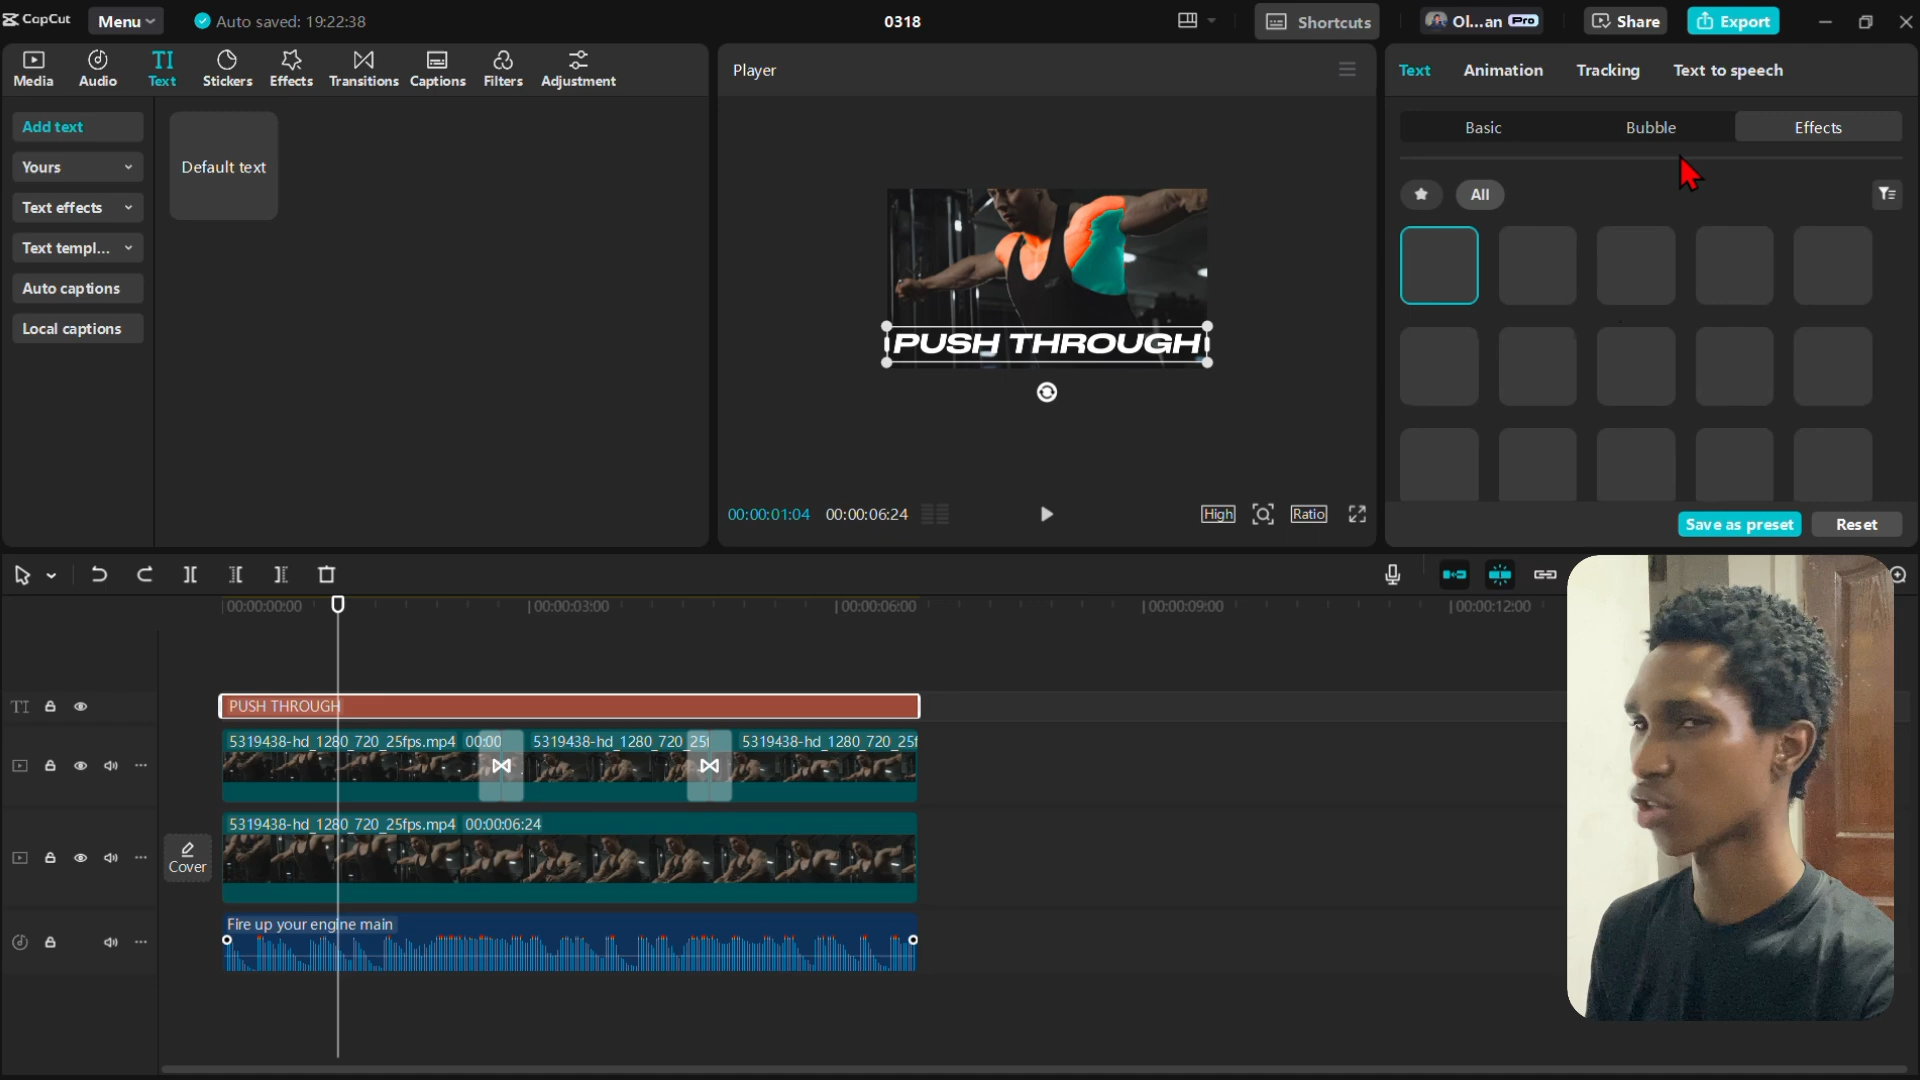 CapCut
Menu
Auto saved: 19:22:38
0318
Shortcuts
Ol...an Pro
Share
Export
Media
Audio
TI
Text
Stickers
Effects
Transitions
Captions
Filters
Adjustment
Add text
Yours
Text effects
Text templ...
Auto captions
Local captions
Default text
Player
PUSH THROUGH
00:00:01:04
00:00:06:24
High
Ratio
Text
Animation
Tracking
Text to speech
Basic
Bubble
Effects
All
Save as preset
Reset
00:00:00:00
00:00:03:00
00:00:06:00
00:00:09:00
00:00:12:00
TI
PUSH THROUGH
5319438-hd_1280_720_25fps.mp4 00:00
5319438-hd_1280_720_25f
5319438-hd_1280_720_25f
Cover
5319438-hd_1280_720_25fps.mp4 00:00:06:24
Fire up your engine main